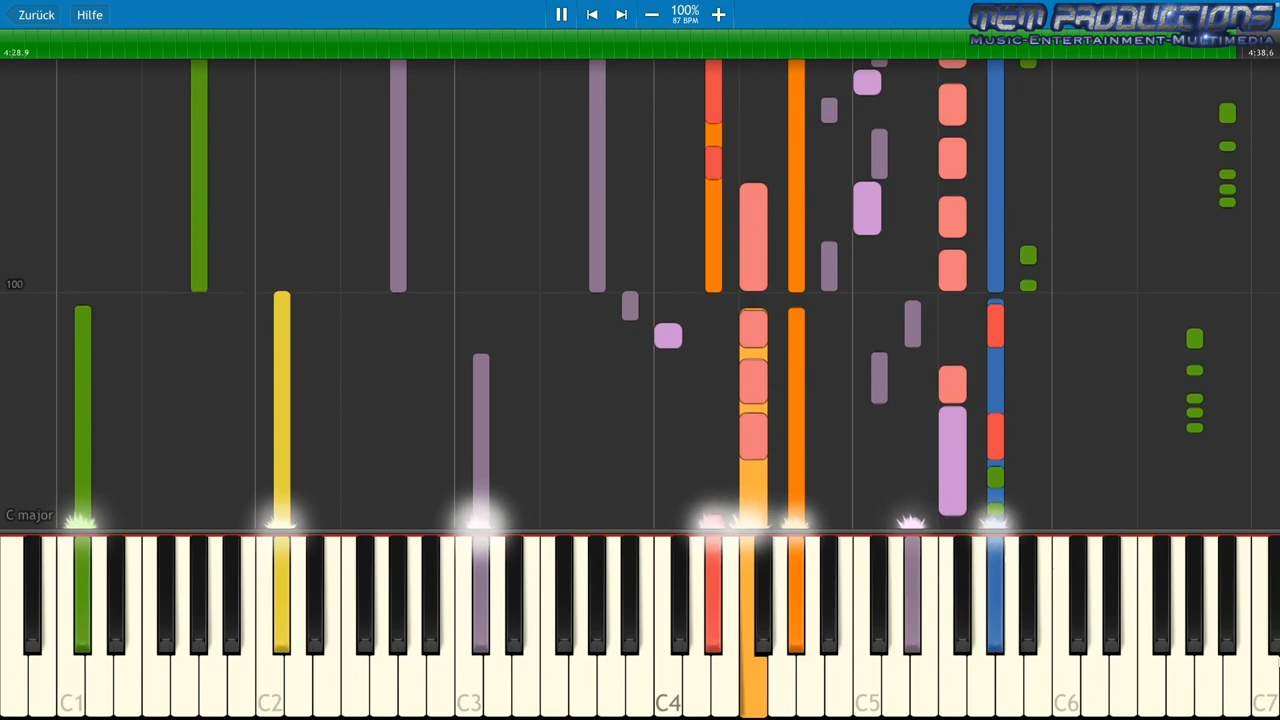 Zurück
Hilfe
100%
87 BPM
MEM PRODUCTIONS
MUSIC-ENTERTAINMENT-MULTIMEDIA
4:28,9
4:38,6
100
C major
C1
C2
C3
C4
C5
C6
C7